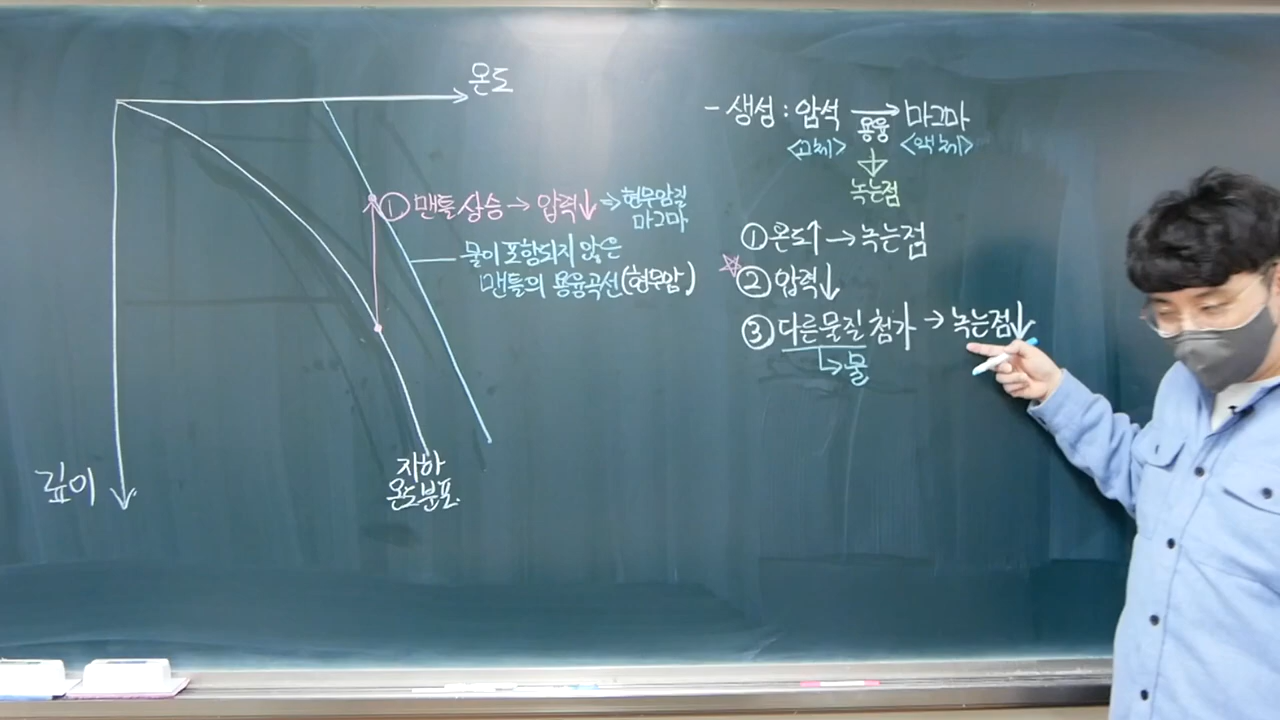 온도
① 맨틀 상승 → 압력↓ ⇒ 현무암질
마그마
물이 포함되지 않은
맨틀의 용융곡선(현무암)
지하
온도분포.
깊이
- 생성 : 암석 → 마그마
용융
<고체> <액체>
녹는점
① 온도↑ → 녹는점
☆② 압력↓
③ 다른 물질 첨가 → 녹는점↓
↳ 물